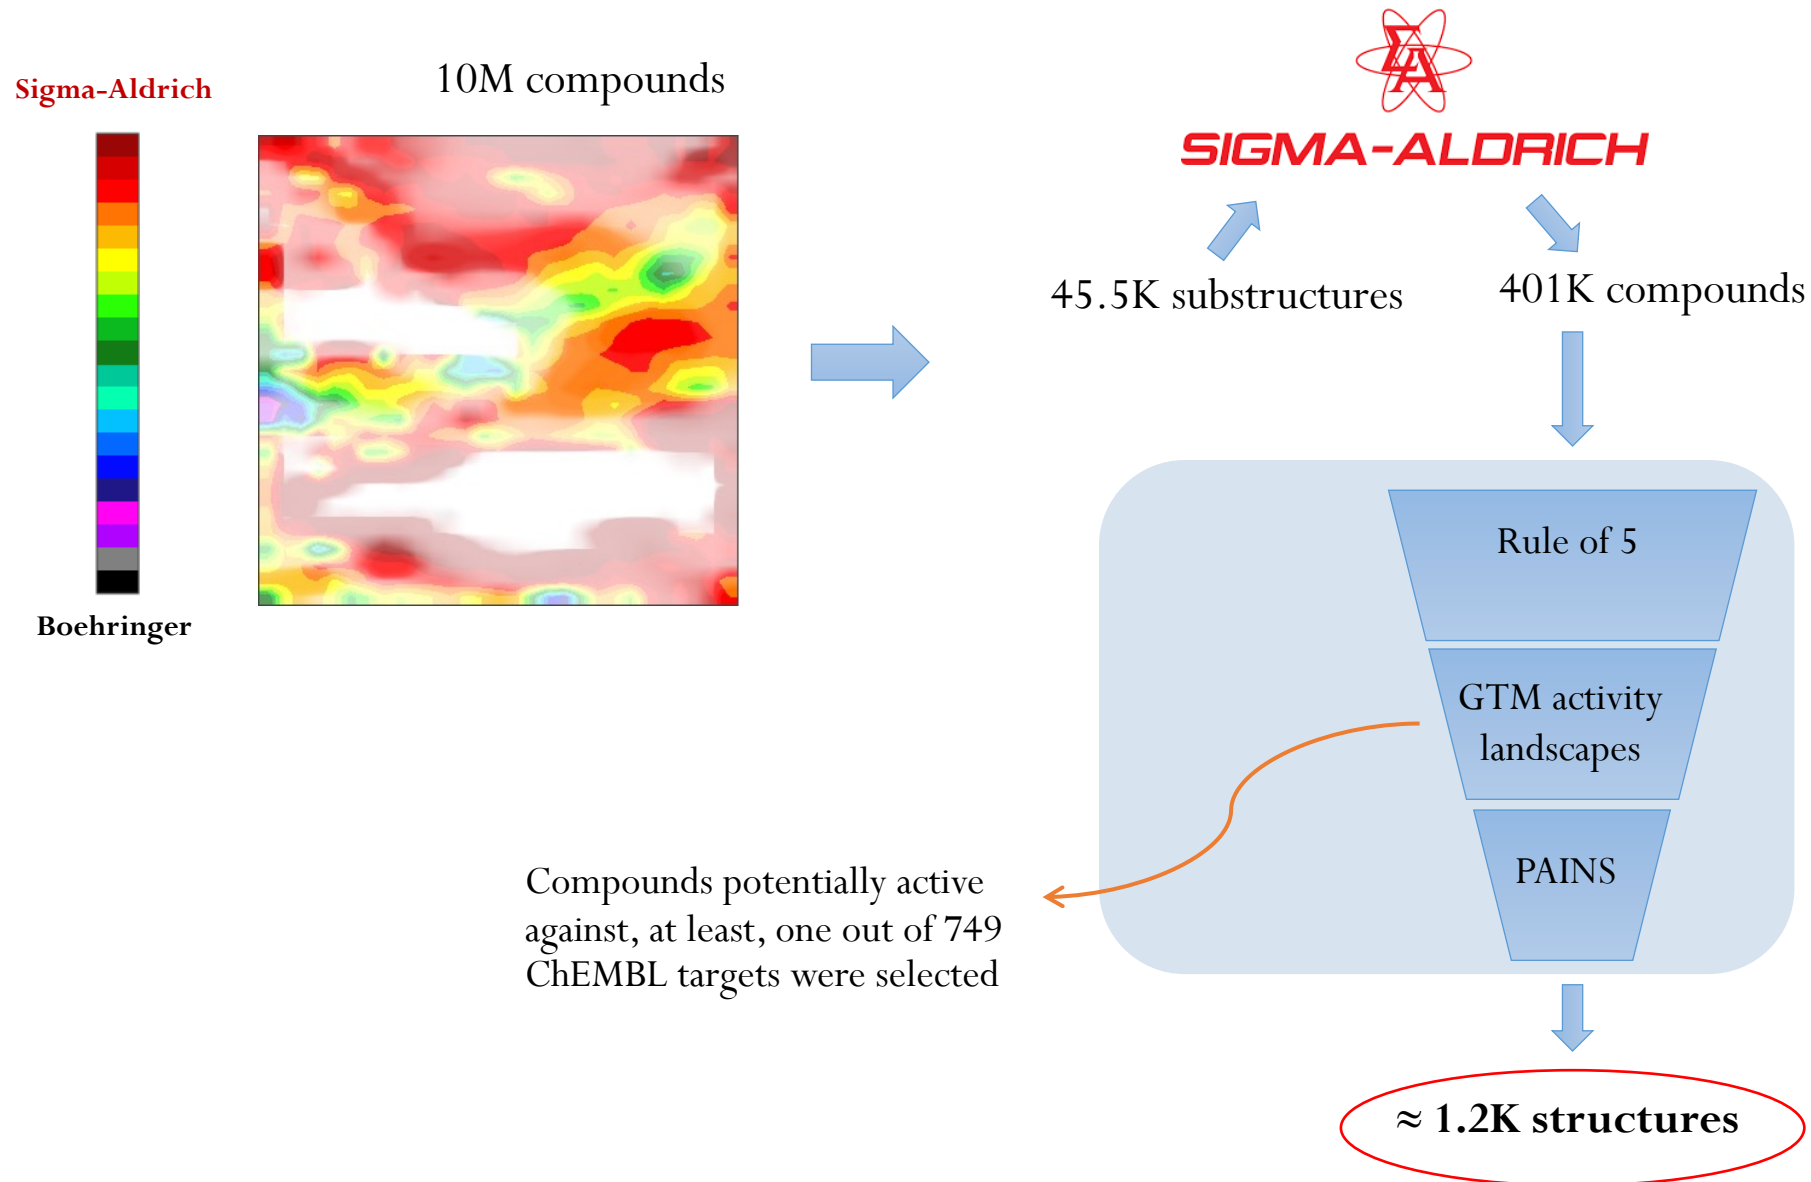 Sigma-Aldrich
10M compounds
Boehringer
ΣA
SIGMA-ALDRICH
45.5K substructures
401K compounds
Rule of 5
GTM activity
landscapes
PAINS
Compounds potentially active
against, at least, one out of 749
ChEMBL targets were selected
≈ 1.2K structures